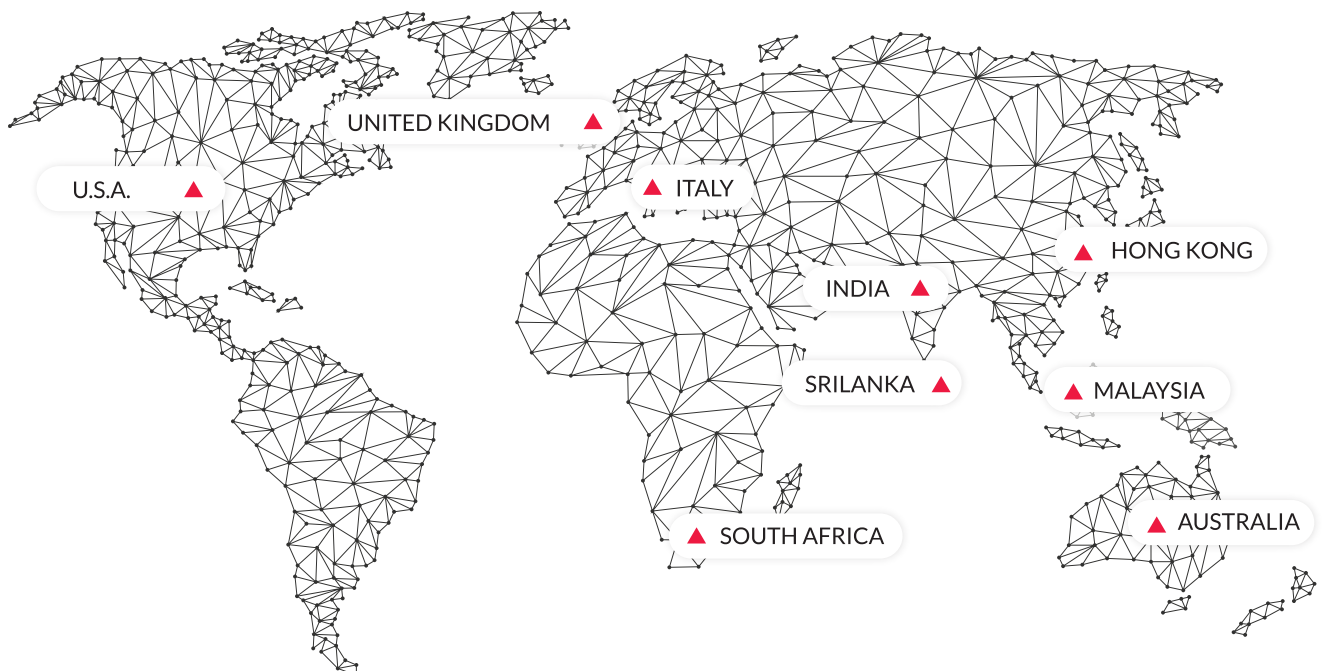 UNITED KINGDOM
U.S.A.
ITALY
HONG KONG
INDIA
SRILANKA
MALAYSIA
AUSTRALIA
SOUTH AFRICA